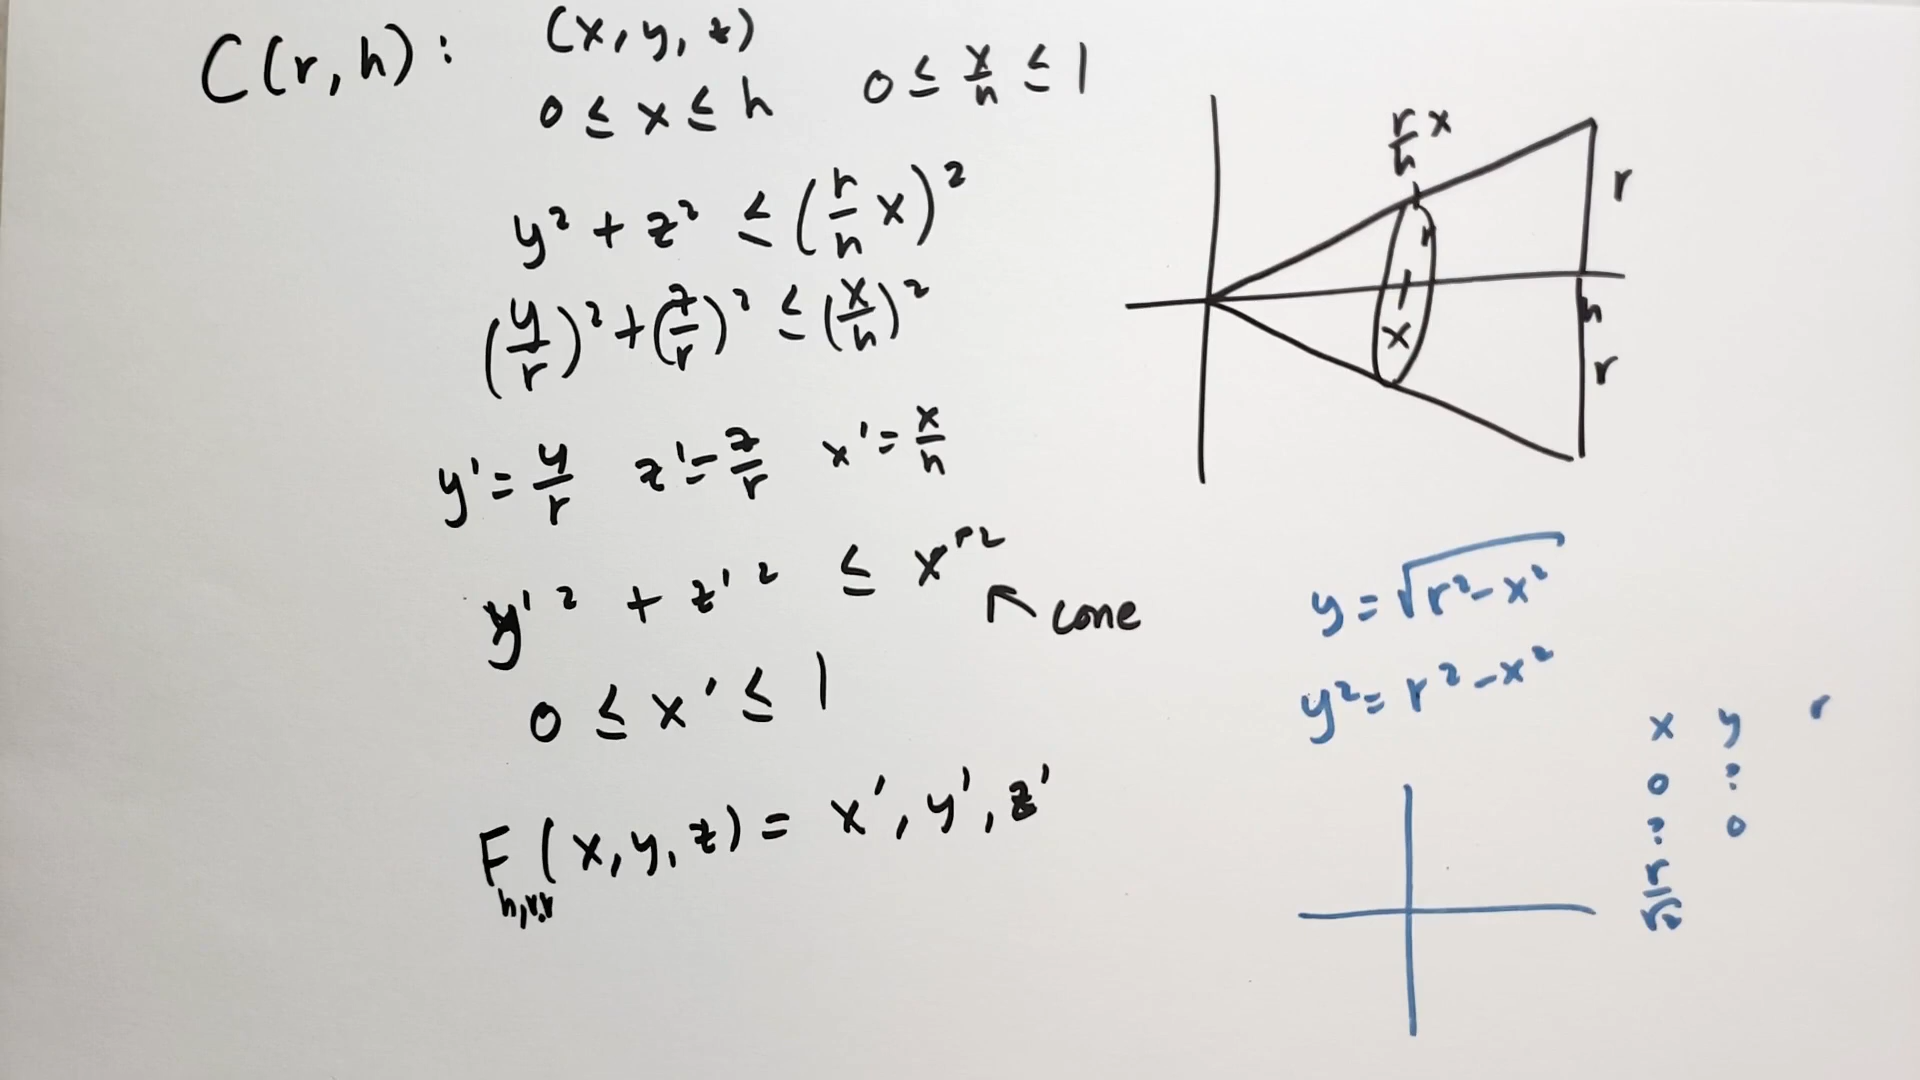 C(r,h): (x,y,z)
0 ≤ x ≤ h 0 ≤ x/h ≤ 1
y² + z² ≤ (r/h x)²
(y/r)² + (z/r)² ≤ (x/h)²
y' = y/r z' = z/r x' = x/h
y'² + z'² ≤ x'²
↖ cone
0 ≤ x' ≤ 1
F_{h,r,r}(x,y,z) = x', y', z'
r/h x
r
x
h
r
y = √(r²-x²)
y² = r²-x²
x y r
0 ?
? 0
r/√2